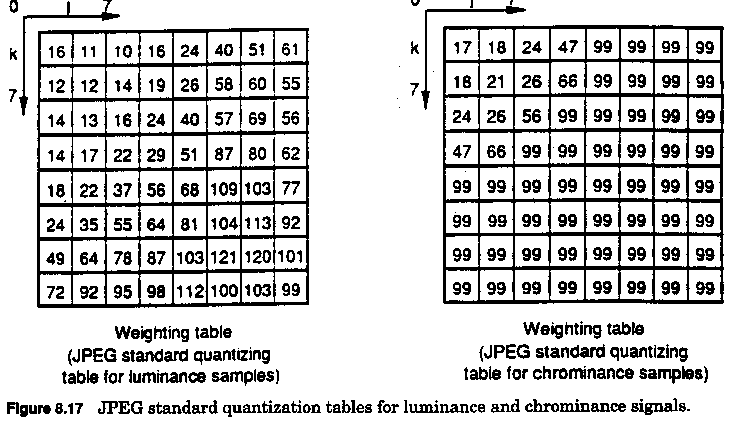 0 l 7
k
7
16 11 10 16 24 40 51 61
12 12 14 19 26 58 60 55
14 13 16 24 40 57 69 56
14 17 22 29 51 87 80 62
18 22 37 56 68 109 103 77
24 35 55 64 81 104 113 92
49 64 78 87 103 121 120 101
72 92 95 98 112 100 103 99
Weighting table
(JPEG standard quantizing
table for luminance samples)
0 l 7
k
7
17 18 24 47 99 99 99 99
18 21 26 66 99 99 99 99
24 26 56 99 99 99 99 99
47 66 99 99 99 99 99 99
99 99 99 99 99 99 99 99
99 99 99 99 99 99 99 99
99 99 99 99 99 99 99 99
99 99 99 99 99 99 99 99
Weighting table
(JPEG standard quantizing
table for chrominance samples)
Figure 8.17 JPEG standard quantization tables for luminance and chrominance signals.